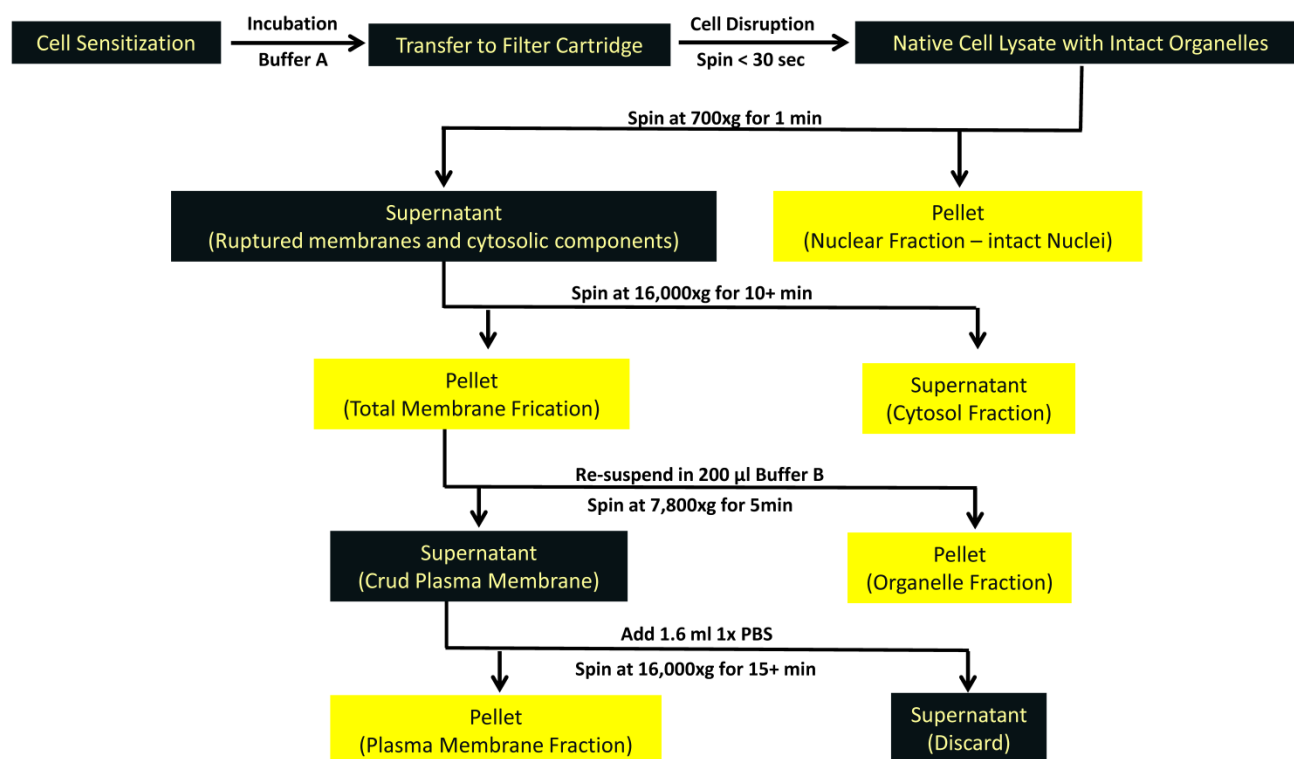 Cell Sensitization
Incubation
Buffer A
Transfer to Filter Cartridge
Cell Disruption
Spin < 30 sec
Native Cell Lysate with Intact Organelles
Spin at 700xg for 1 min
Supernatant
(Ruptured membranes and cytosolic components)
Pellet
(Nuclear Fraction – intact Nuclei)
Spin at 16,000xg for 10+ min
Pellet
(Total Membrane Frication)
Supernatant
(Cytosol Fraction)
Re-suspend in 200 µl Buffer B
Spin at 7,800xg for 5min
Supernatant
(Crud Plasma Membrane)
Pellet
(Organelle Fraction)
Add 1.6 ml 1x PBS
Spin at 16,000xg for 15+ min
Pellet
(Plasma Membrane Fraction)
Supernatant
(Discard)